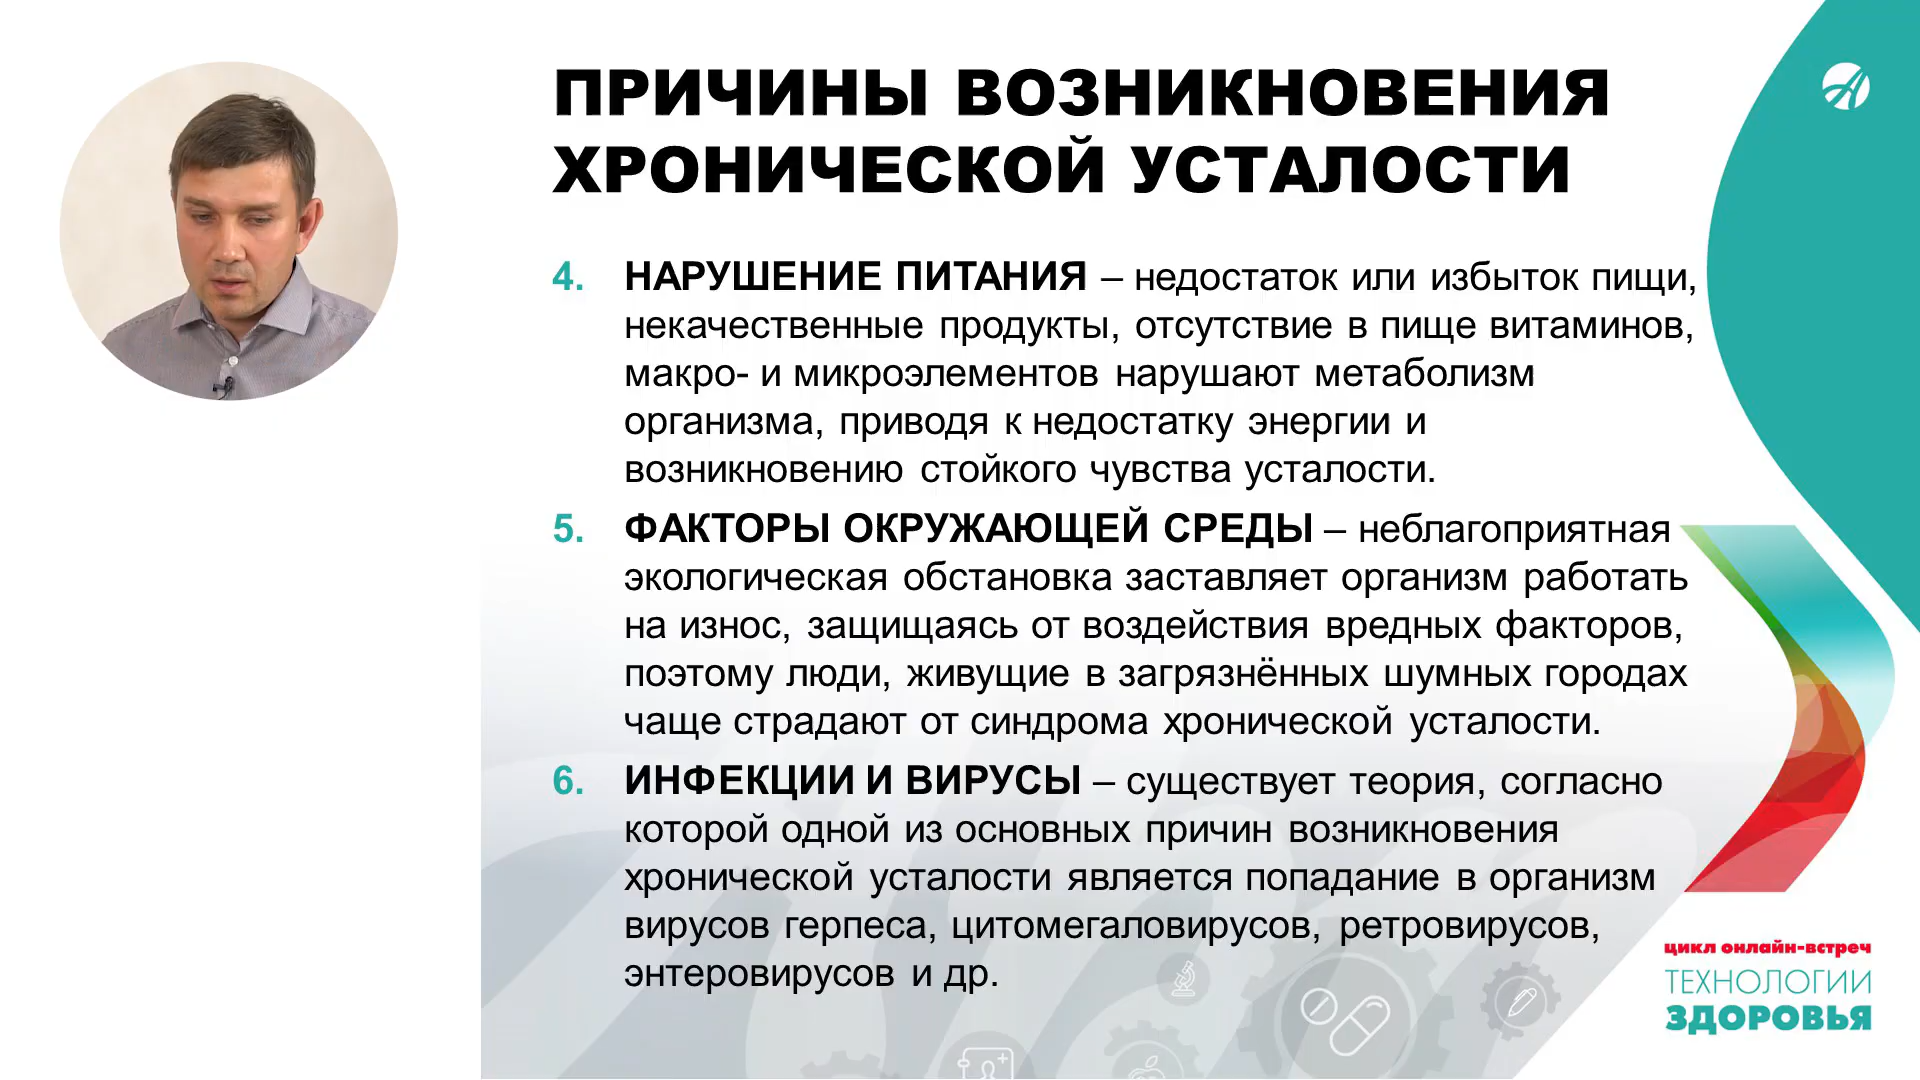 ПРИЧИНЫ ВОЗНИКНОВЕНИЯ
ХРОНИЧЕСКОЙ УСТАЛОСТИ
4. НАРУШЕНИЕ ПИТАНИЯ – недостаток или избыток пищи,
некачественные продукты, отсутствие в пище витаминов,
макро- и микроэлементов нарушают метаболизм
организма, приводя к недостатку энергии и
возникновению стойкого чувства усталости.
5. ФАКТОРЫ ОКРУЖАЮЩЕЙ СРЕДЫ – неблагоприятная
экологическая обстановка заставляет организм работать
на износ, защищаясь от воздействия вредных факторов,
поэтому люди, живущие в загрязнённых шумных городах
чаще страдают от синдрома хронической усталости.
6. ИНФЕКЦИИ И ВИРУСЫ – существует теория, согласно
которой одной из основных причин возникновения
хронической усталости является попадание в организм
вирусов герпеса, цитомегаловирусов, ретровирусов,
энтеровирусов и др.
цикл онлайн-встреч
ТЕХНОЛОГИИ
ЗДОРОВЬЯ